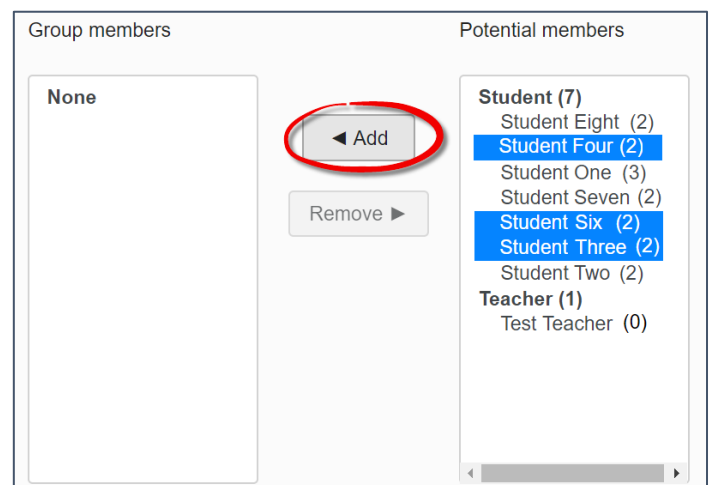 Group members
None
◄ Add
Remove ►
Potential members
Student (7)
Student Eight (2)
Student Four (2)
Student One (3)
Student Seven (2)
Student Six (2)
Student Three (2)
Student Two (2)
Teacher (1)
Test Teacher (0)